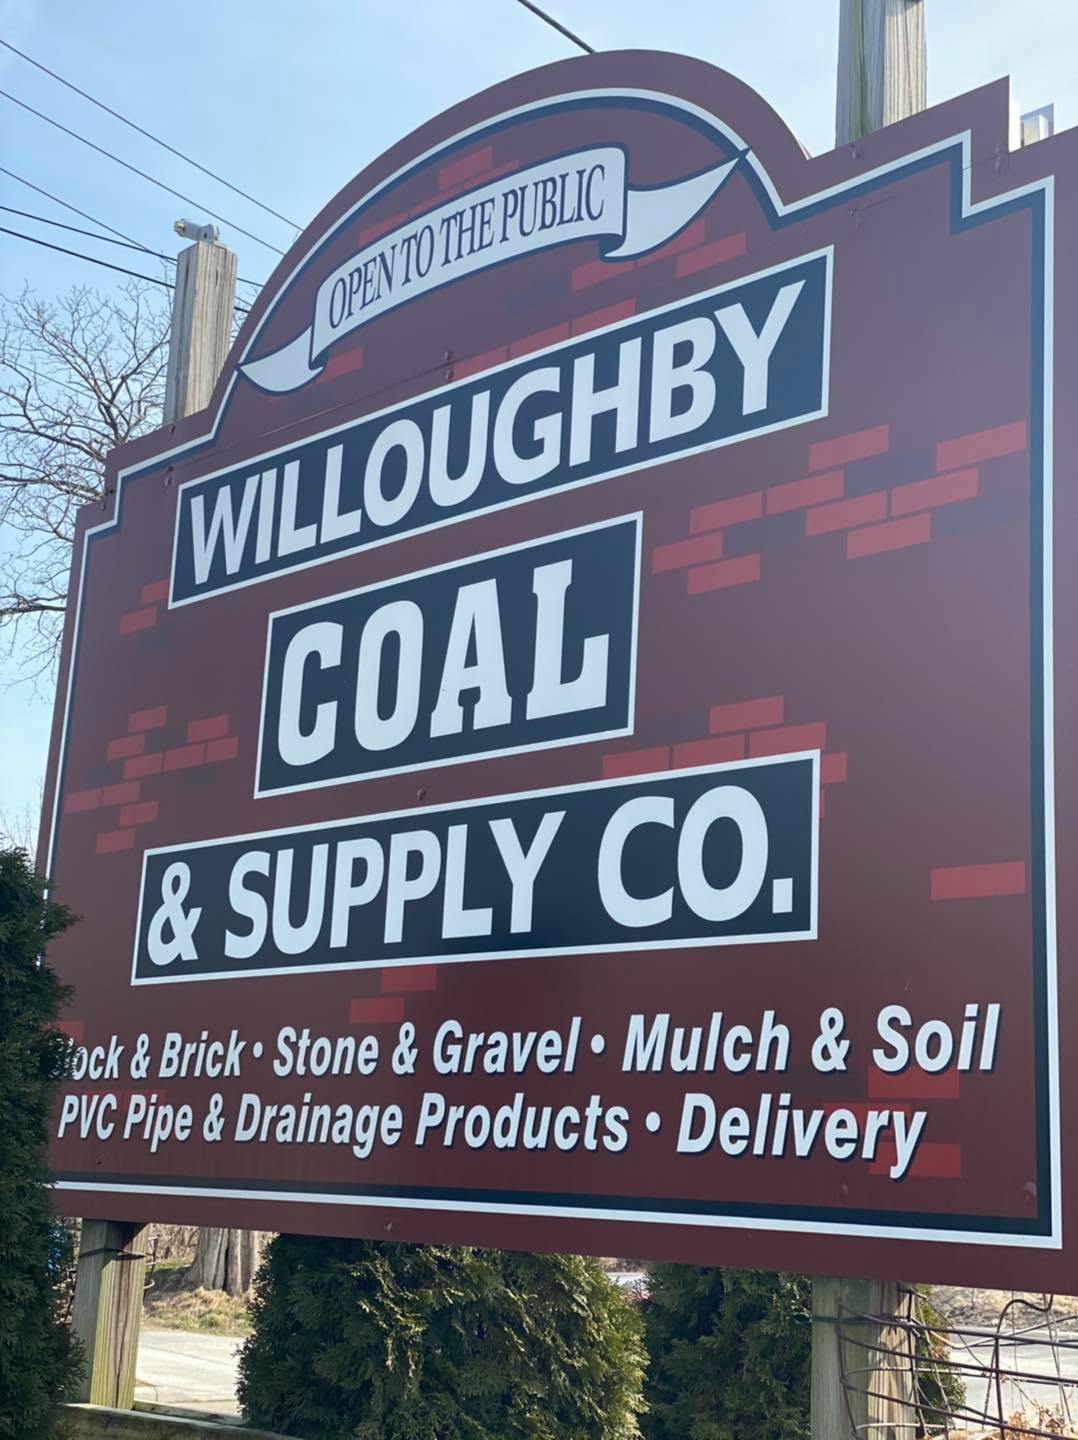 OPEN TO THE PUBLIC
WILLOUGHBY
COAL
& SUPPLY CO.
& Brick • Stone & Gravel • Mulch & Soil
PVC Pipe & Drainage Products • Delivery